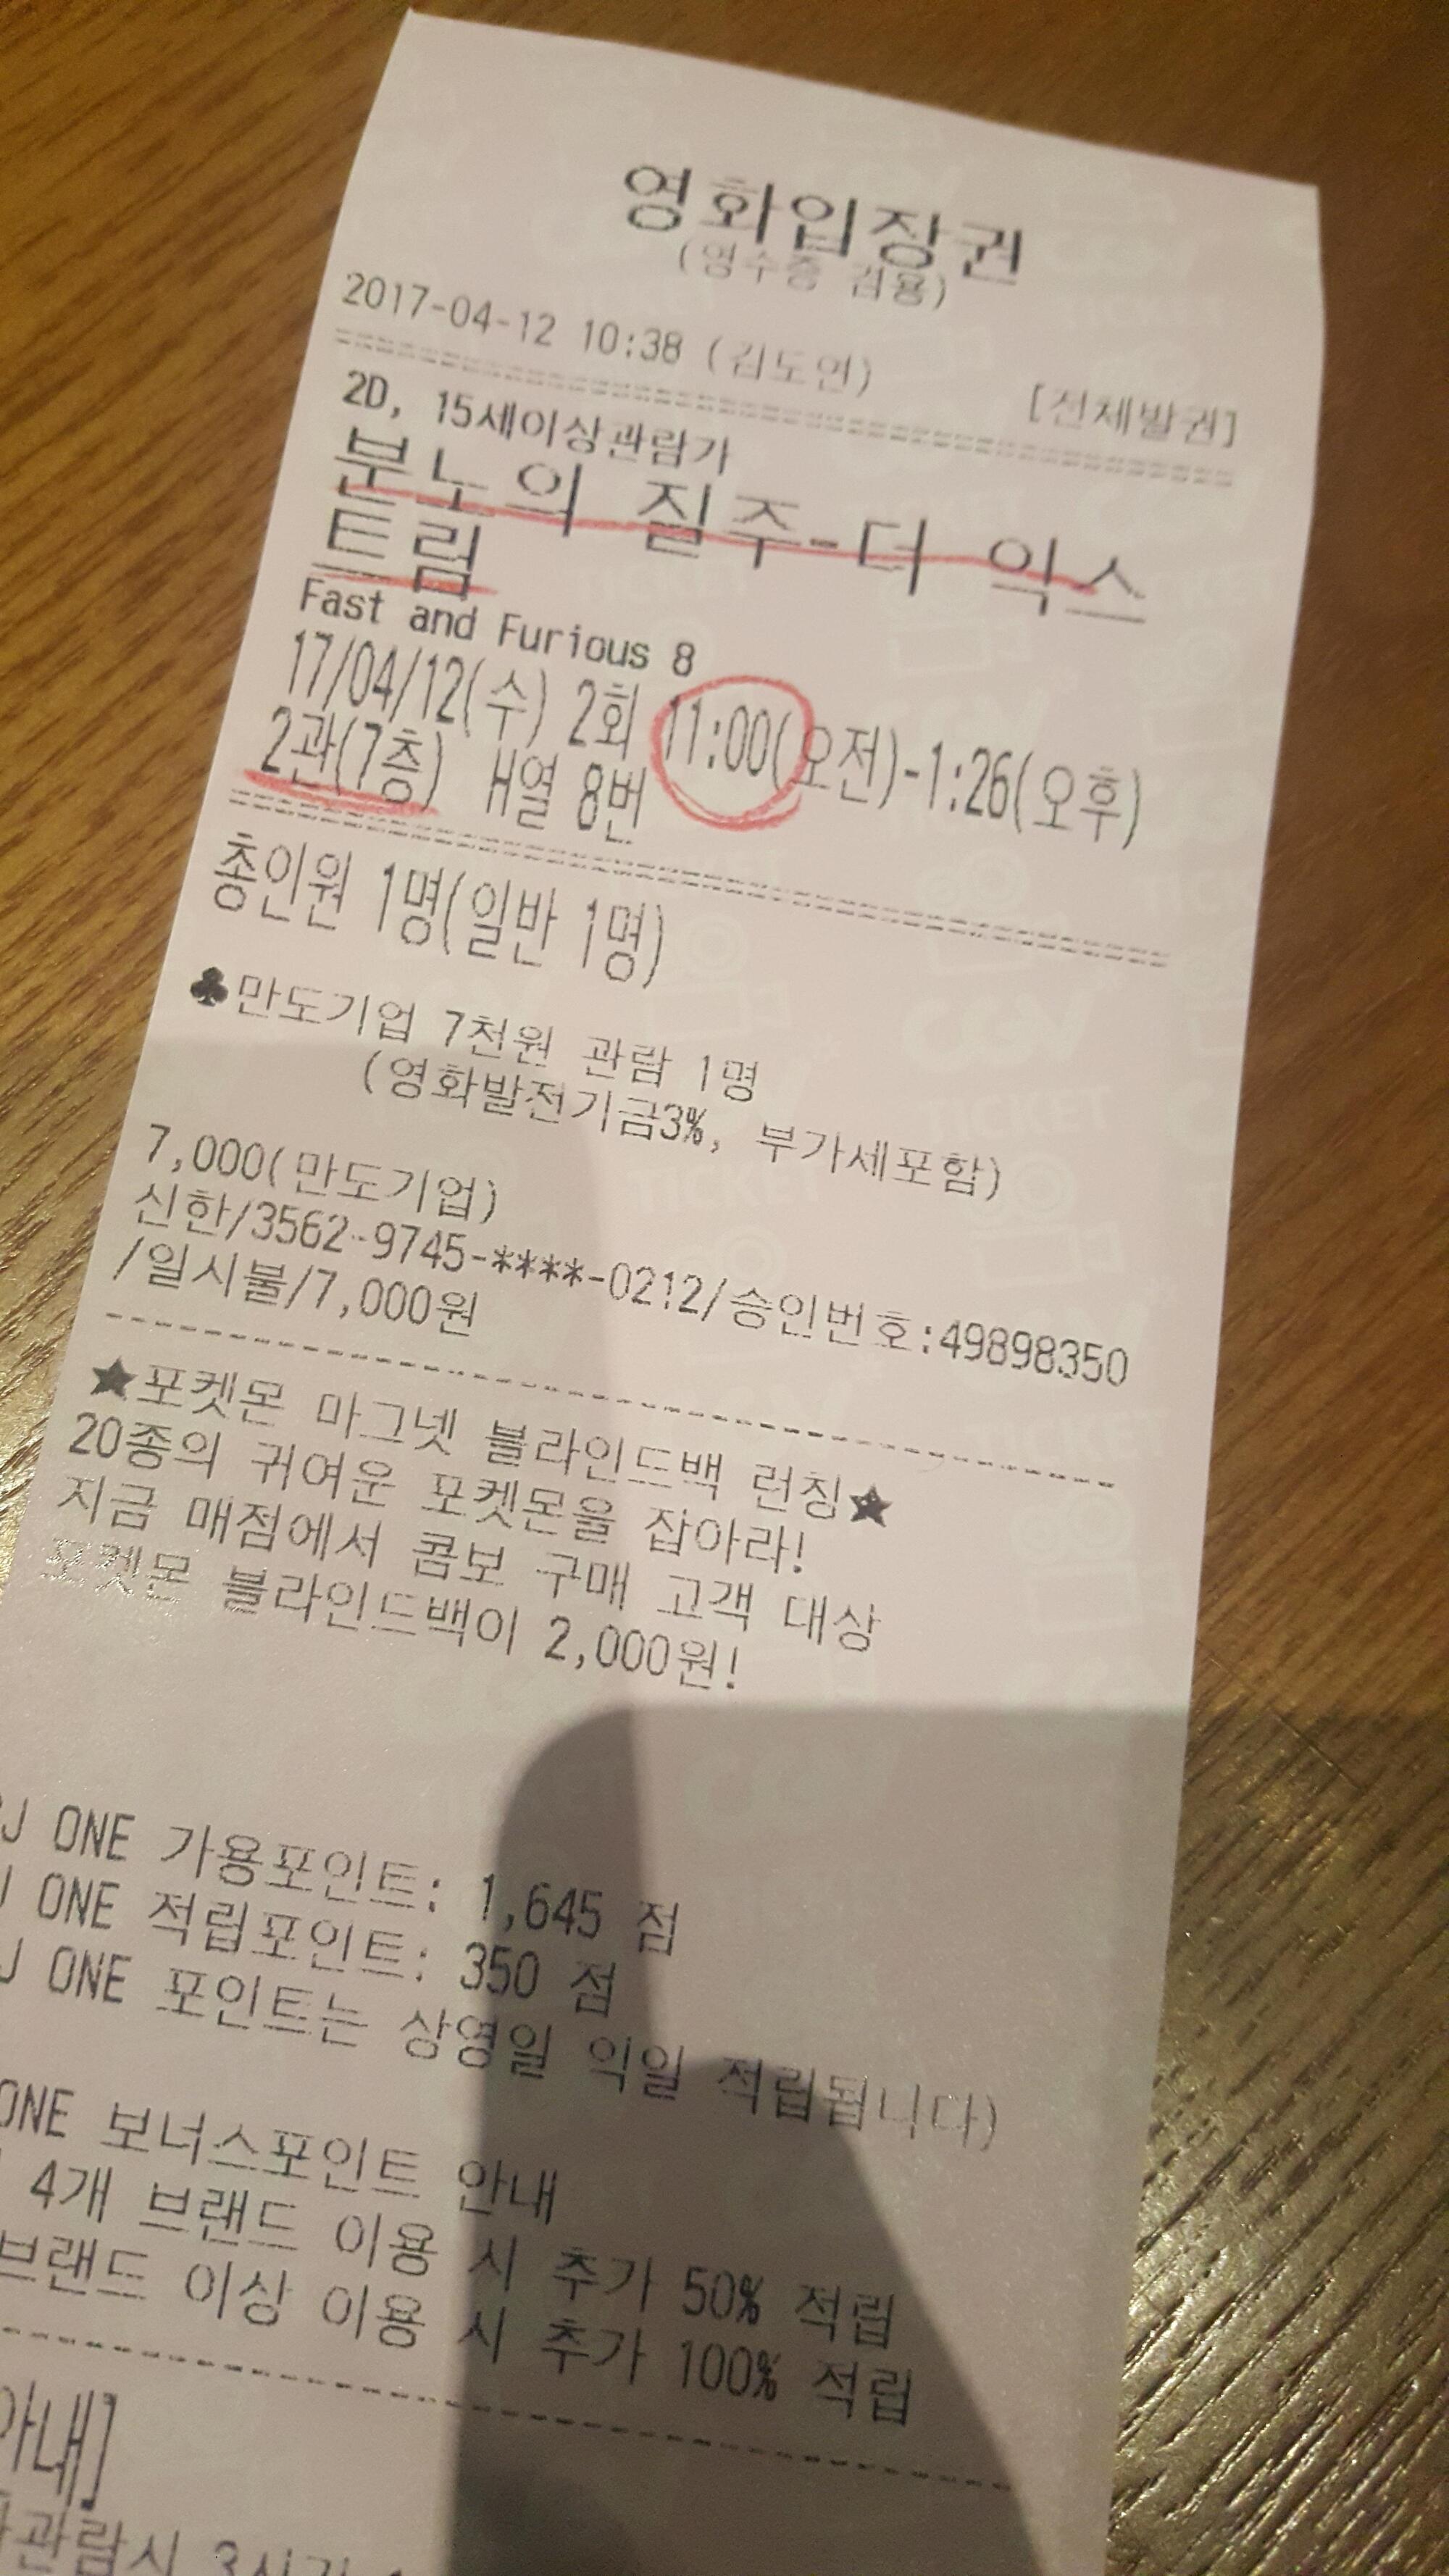 영화입장권
(영수증 겸용)
2017-04-12 10:38 (김도연)
[전체발권]
2D, 15세이상관람가
분노의 질주-더 익스
트림
Fast and Furious 8
17/04/12(수) 2회 11:00(오전)-1:26(오후)
2관(7층) H열 8번
총인원 1명(일반 1명)
♣만도기업 7천원 관람 1명
(영화발전기금3%, 부가세포함)
7,000(만도기업)
신한/3562-9745-****-0212/승인번호:49898350
/일시불/7,000원
★포켓몬 마그넷 블라인드백 런칭★
20종의 귀여운 포켓몬을 잡아라!
지금 매점에서 콤보 구매 고객 대상
포켓몬 블라인드백이 2,000원!
J ONE 가용포인트: 1,645 점
J ONE 적립포인트: 350 점
J ONE 포인트는 상영일 익일 적립됩니다)
ONE 보너스포인트 안내
4개 브랜드 이용 시 추가 50% 적립
브랜드 이상 이용 시 추가 100% 적립
안내]
관람시